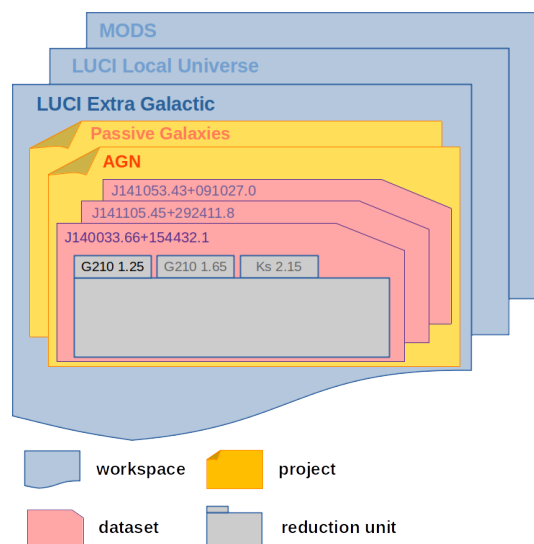 MODS
LUCI Local Universe
LUCI Extra Galactic
Passive Galaxies
AGN
J141053.43+091027.0
J141105.45+292411.8
J140033.66+154432.1
G210 1.25 G210 1.65 Ks 2.15
workspace project
dataset reduction unit